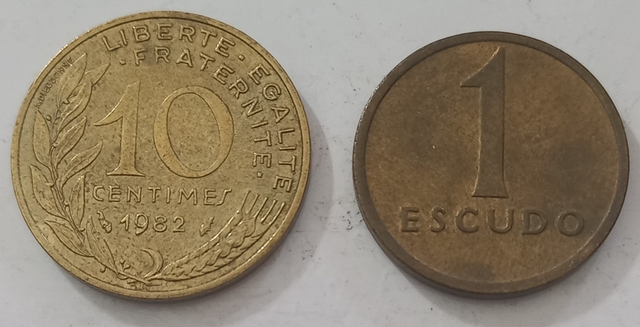 LIBERTE · EGALITE
· FRATERNITE ·
10
CENTIMES
1982
1
ESCUDO